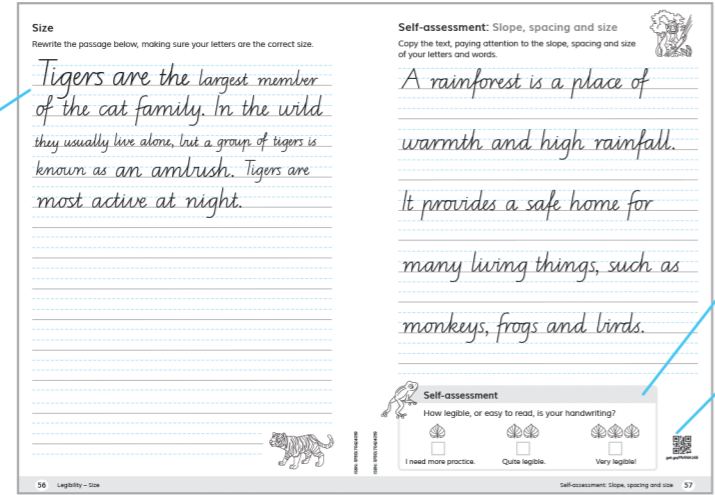 Size
Rewrite the passage below, making sure your letters are the correct size.
Tigers are the largest member
of the cat family. In the wild
they usually live alone, but a group of tigers is
known as an ambush. Tigers are
most active at night.
56 Legibility – Size
Self-assessment: Slope, spacing and size
Copy the text, paying attention to the slope, spacing and size
of your letters and words.
A rainforest is a place of
warmth and high rainfall.
It provides a safe home for
many living things, such as
monkeys, frogs and birds.
Self-assessment
How legible, or easy to read, is your handwriting?
I need more practice.
Quite legible.
Very legible!
Self-assessment: Slope, spacing and size 57